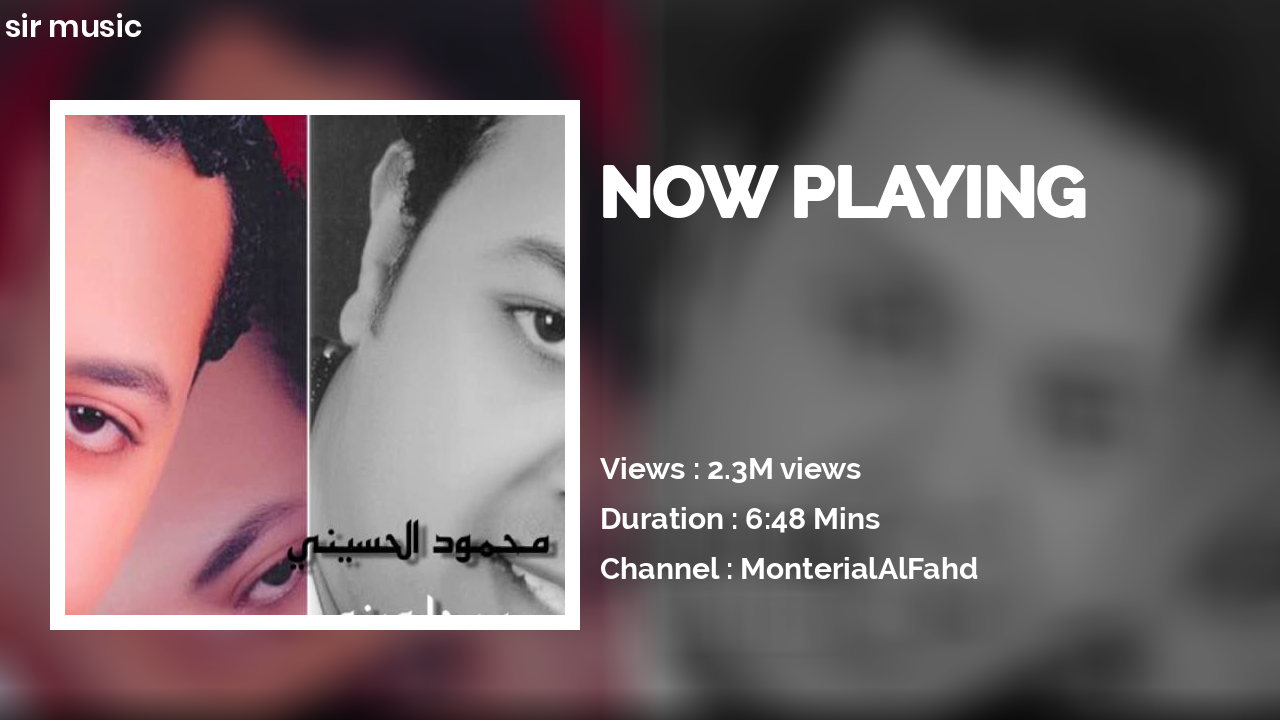 sir music
NOW PLAYING
Views : 2.3M views
Duration : 6:48 Mins
Channel : MonterialAlFahd
محمود الحسيني